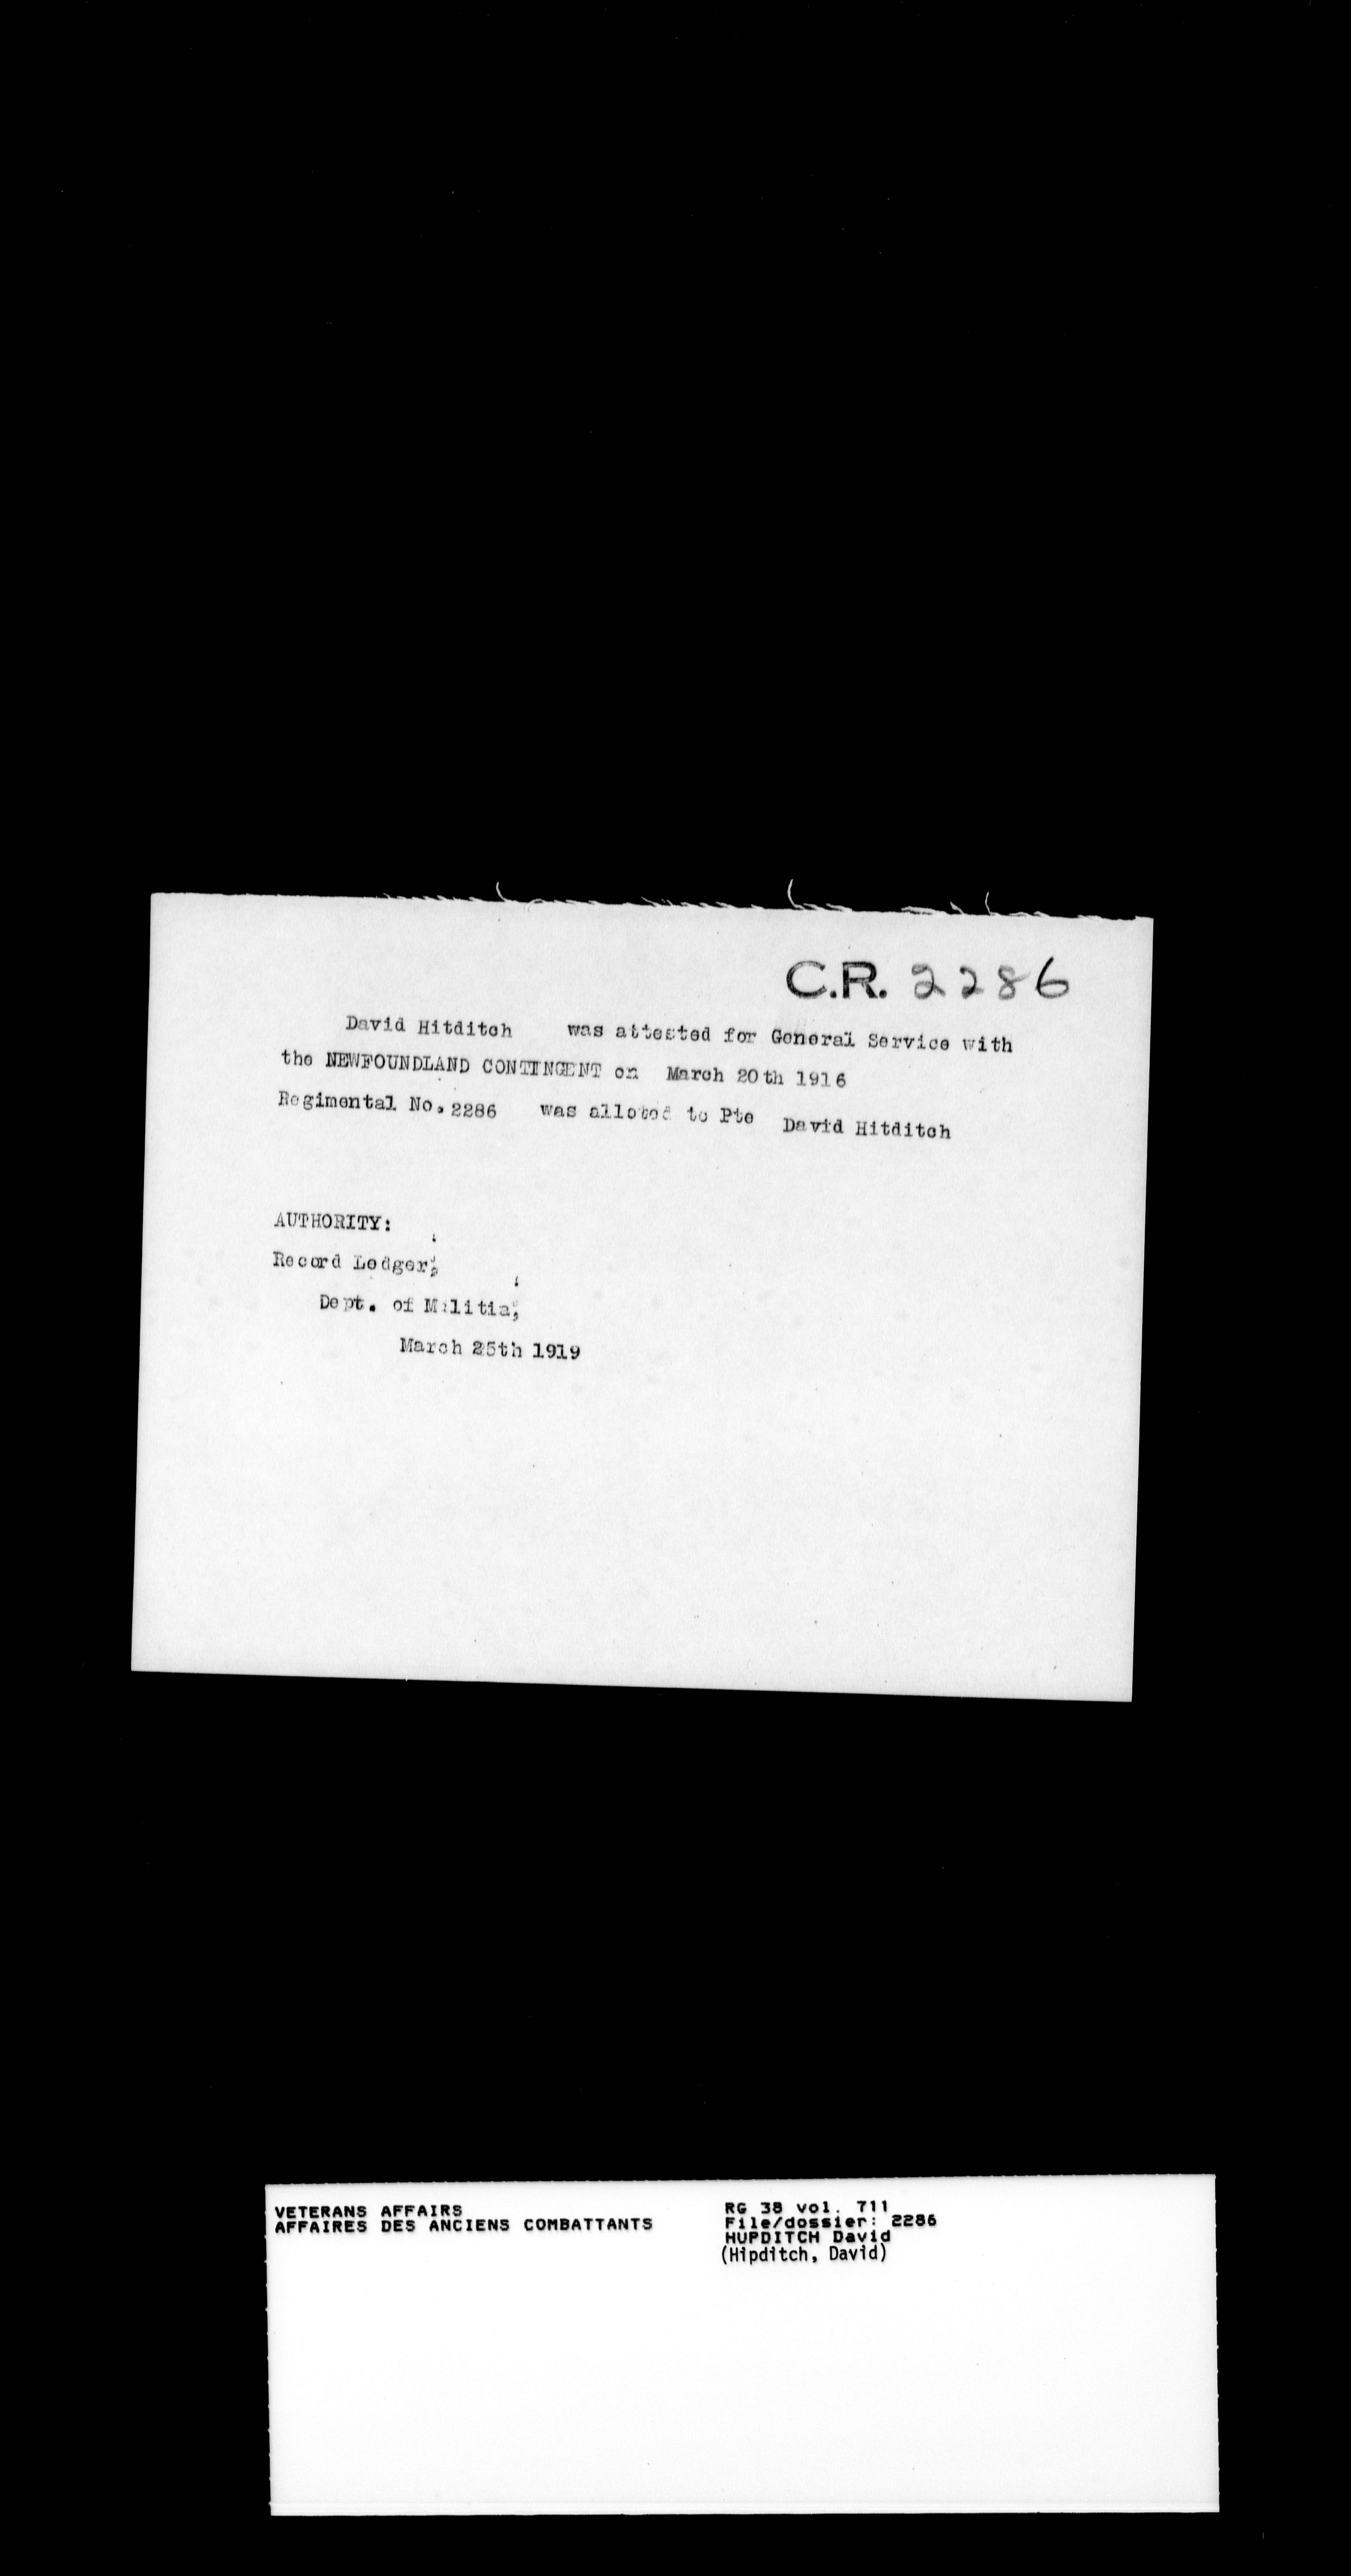 C.R. 2286
David Hitditch was attested for General Service with
the NEWFOUNDLAND CONTINGENT on March 20th 1916
Regimental No. 2286 was alloted to Pte David Hitditch
AUTHORITY:
Record Ledger;
Dept. of Militia;
March 25th 1919
VETERANS AFFAIRS
AFFAIRES DES ANCIENS COMBATTANTS
RG 38 vol. 711
File/dossier: 2286
HUPDITCH David
(Hipditch, David)